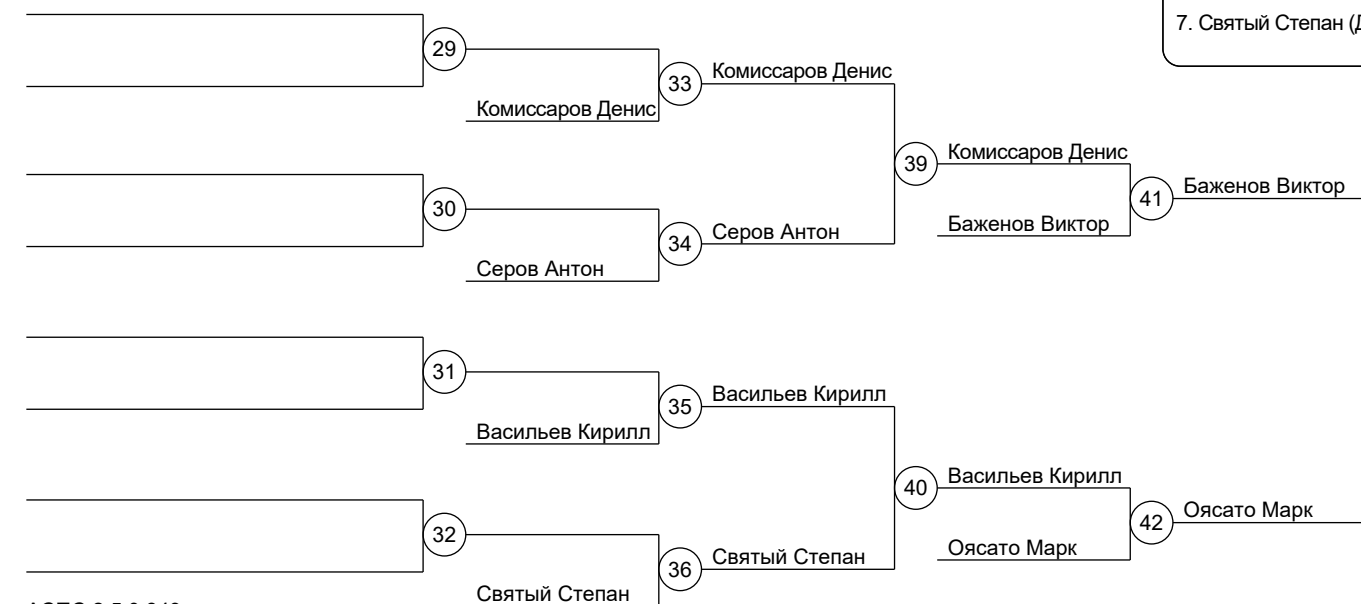 7. Святый Степан (
29
33
Комиссаров Денис
Комиссаров Денис
39
Комиссаров Денис
41
Баженов Виктор
30
34
Серов Антон
Баженов Виктор
Серов Антон
31
35
Васильев Кирилл
Васильев Кирилл
40
Васильев Кирилл
42
Оясато Марк
32
36
Святый Степан
Оясато Марк
Святый Степан